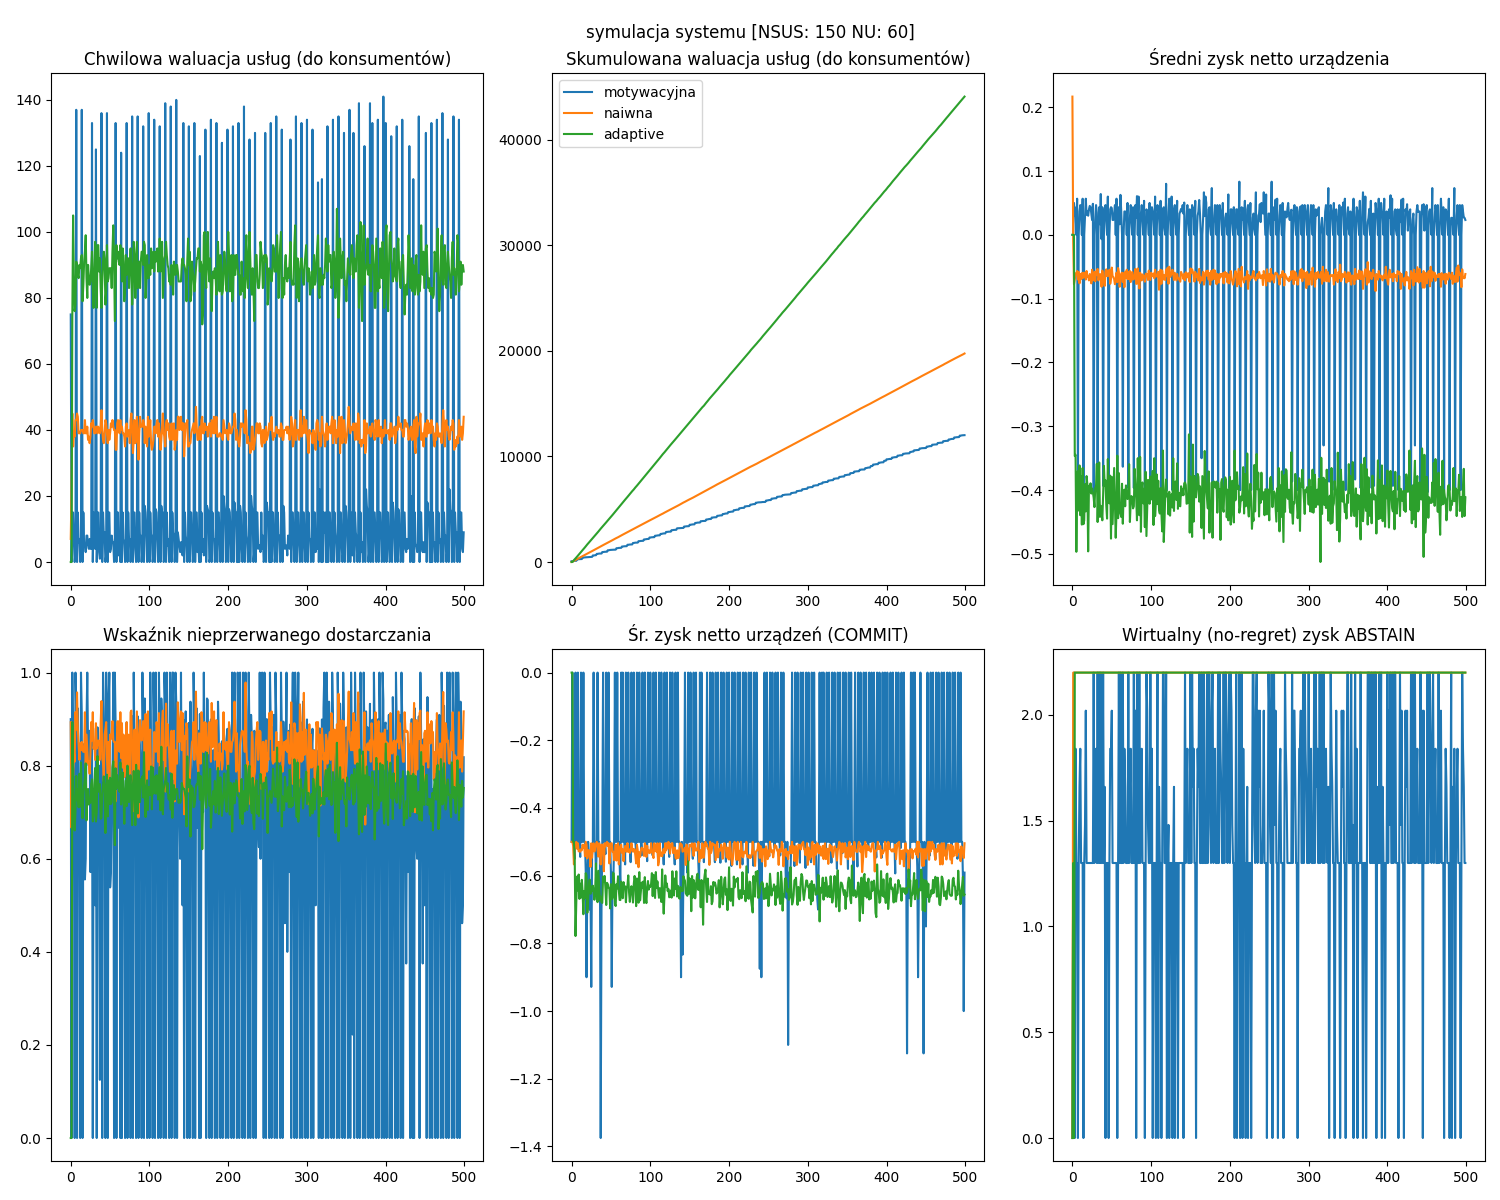 symulacja systemu [NSUS: 150 NU: 60]
Chwilowa waluacja usług (do konsumentów)
140
120
100
80
60
40
20
0
0 100 200 300 400 500
Skumulowana waluacja usług (do konsumentów)
motywacyjna
naiwna
adaptive
40000
30000
20000
10000
0
0 100 200 300 400 500
Średni zysk netto urządzenia
0.2
0.1
0.0
−0.1
−0.2
−0.3
−0.4
−0.5
0 100 200 300 400 500
Wskaźnik nieprzerwanego dostarczania
1.0
0.8
0.6
0.4
0.2
0.0
0 100 200 300 400 500
Śr. zysk netto urządzeń (COMMIT)
0.0
−0.2
−0.4
−0.6
−0.8
−1.0
−1.2
−1.4
0 100 200 300 400 500
Wirtualny (no-regret) zysk ABSTAIN
2.0
1.5
1.0
0.5
0.0
0 100 200 300 400 500